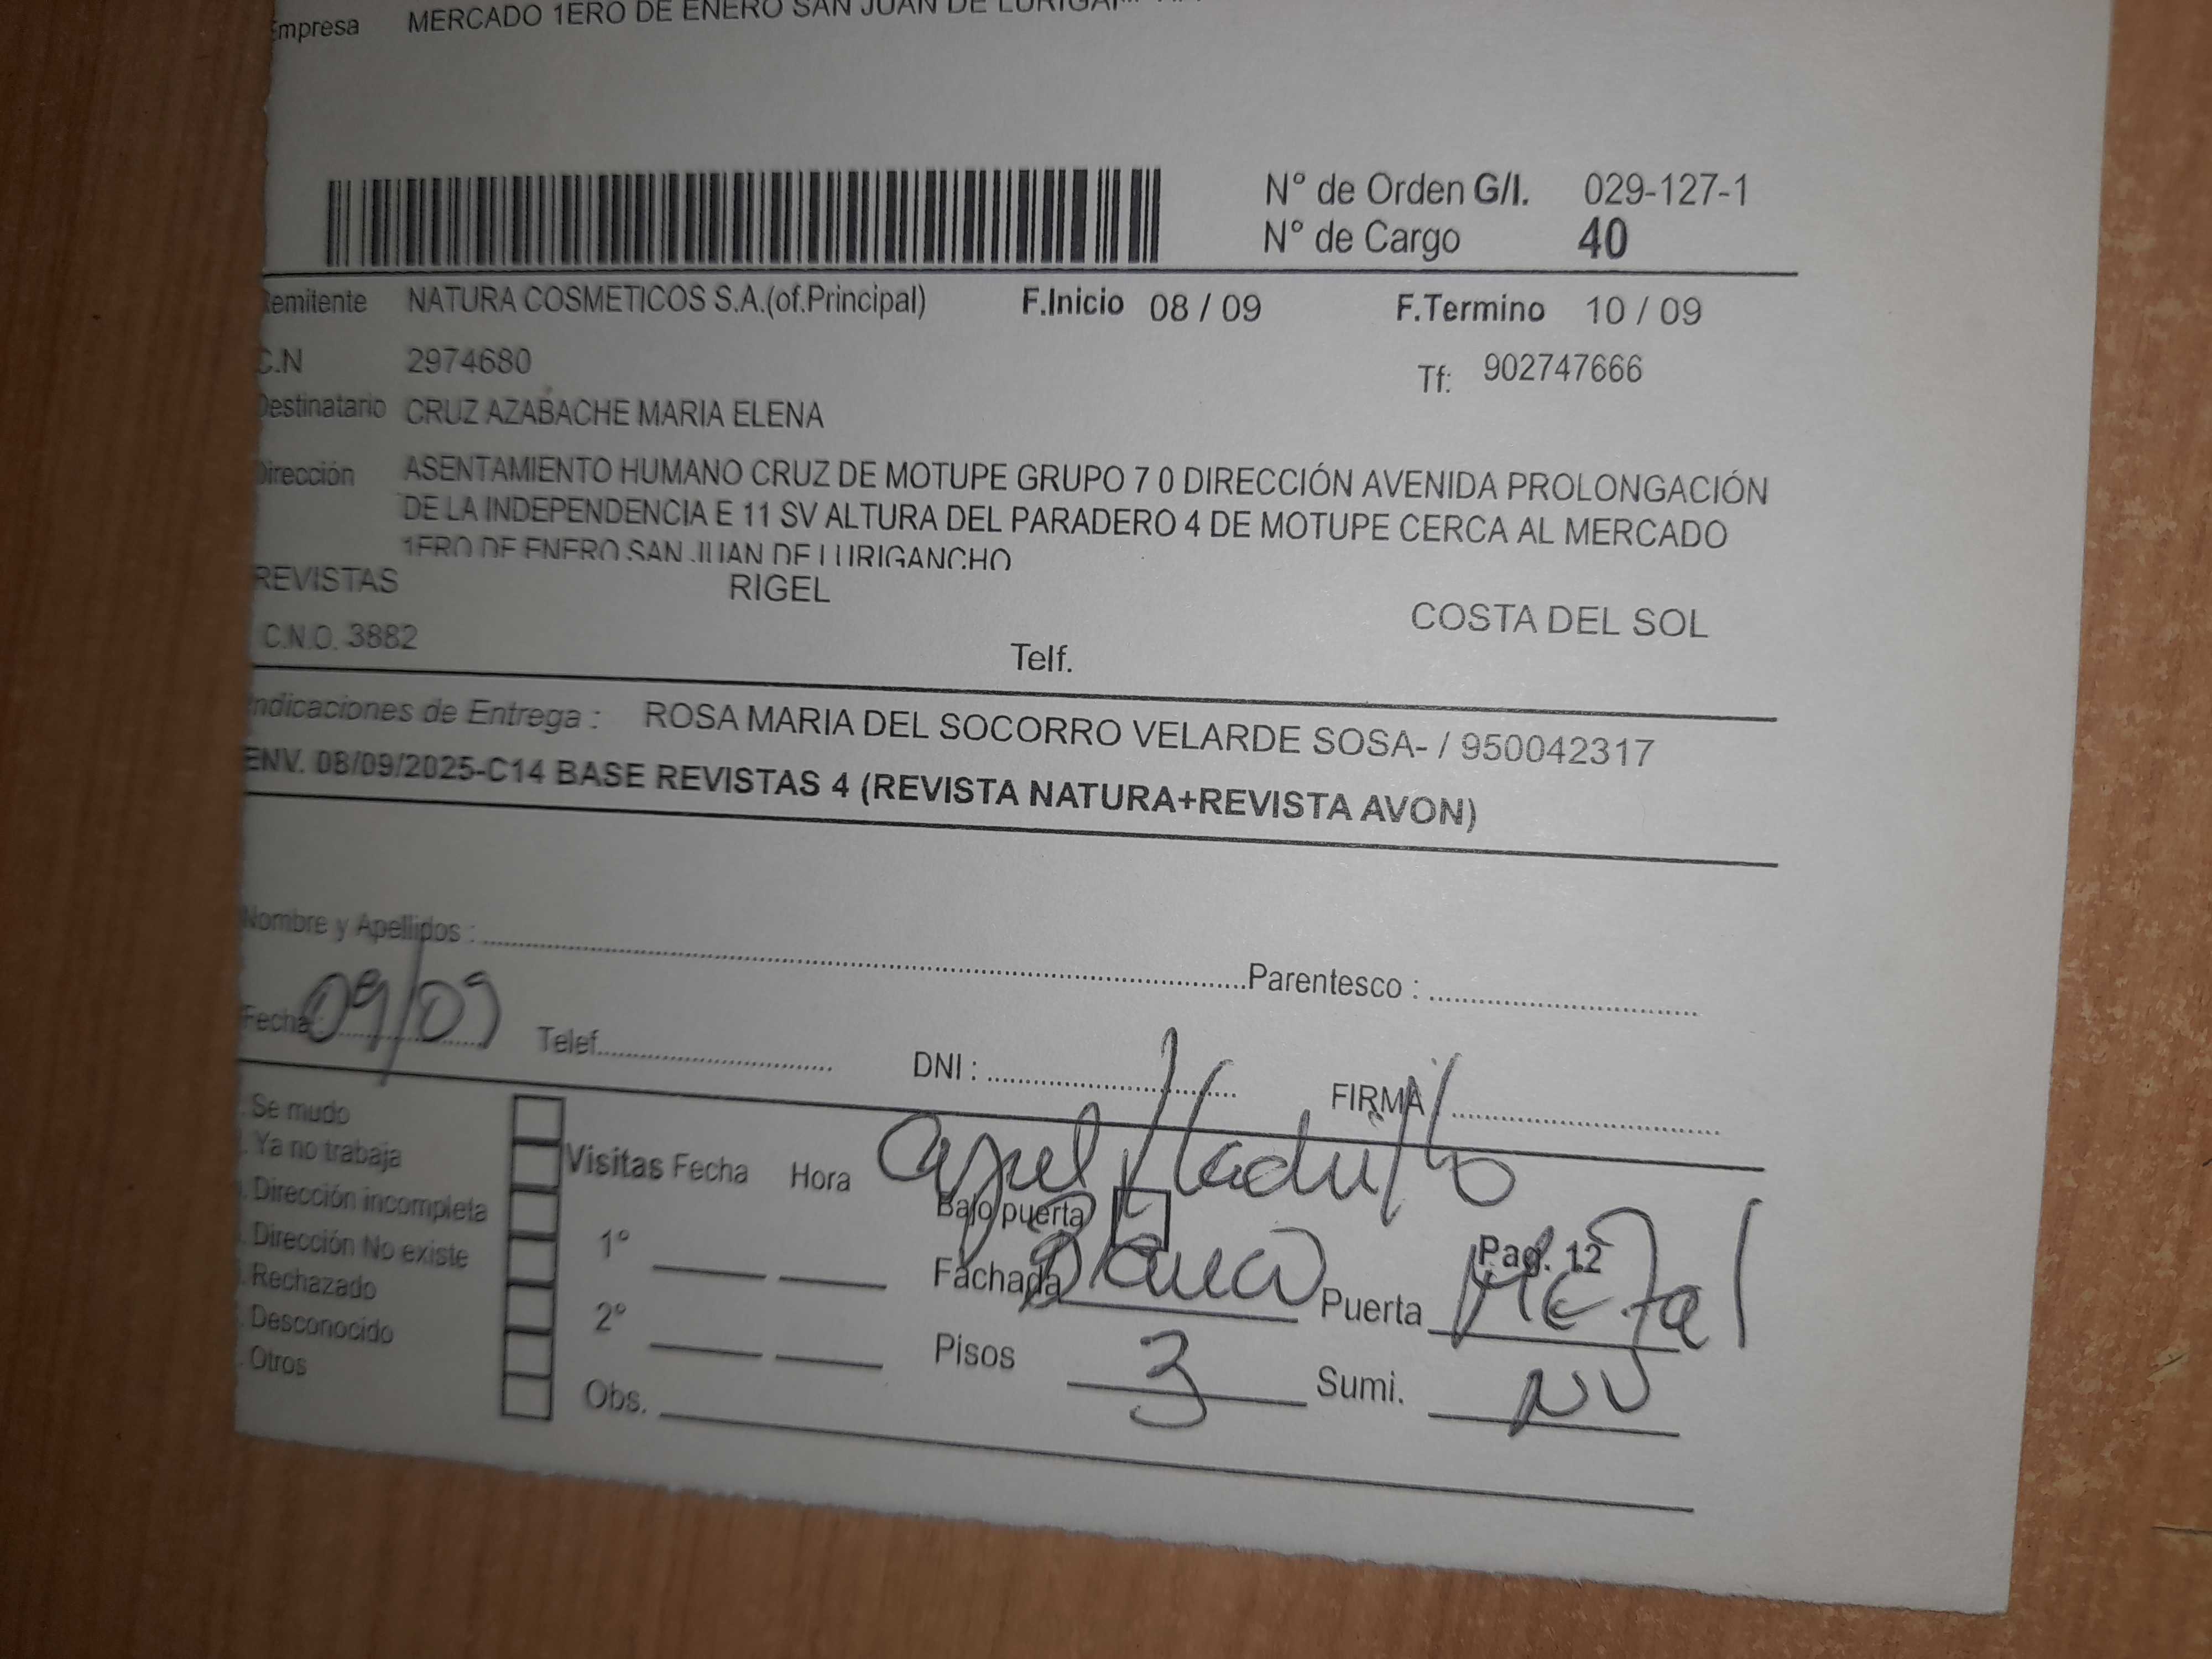 Empresa MERCADO 1ERO DE ENERO SAN JUAN DE
N° de Orden G/I. 029-127-1
N° de Cargo 40
Remitente NATURA COSMETICOS S.A.(of.Principal) F.Inicio 08 / 09 F.Termino 10 / 09
C.N 2974680 Tf: 902747666
Destinatario CRUZ AZABACHE MARIA ELENA
Dirección ASENTAMIENTO HUMANO CRUZ DE MOTUPE GRUPO 7 0 DIRECCIÓN AVENIDA PROLONGACIÓN
DE LA INDEPENDENCIA E 11 SV ALTURA DEL PARADERO 4 DE MOTUPE CERCA AL MERCADO
1ERO DE ENERO SAN JUAN DE LURIGANCHO
REVISTAS RIGEL COSTA DEL SOL
C.N.O. 3882 Telf.
Indicaciones de Entrega : ROSA MARIA DEL SOCORRO VELARDE SOSA- / 950042317
ENV. 08/09/2025-C14 BASE REVISTAS 4 (REVISTA NATURA+REVISTA AVON)
Nombre y Apellidos : Parentesco :
Fecha 09/09 Telef. DNI : FIRMA
Se mudo
Ya no trabaja Visitas Fecha Hora
Dirección incompleta Bajo puerta
Dirección No existe 1° Fachada Blanca Puerta Metal Pag. 12
Rechazado
Desconocido 2° Pisos 3 Sumi. NV
Otros Obs.